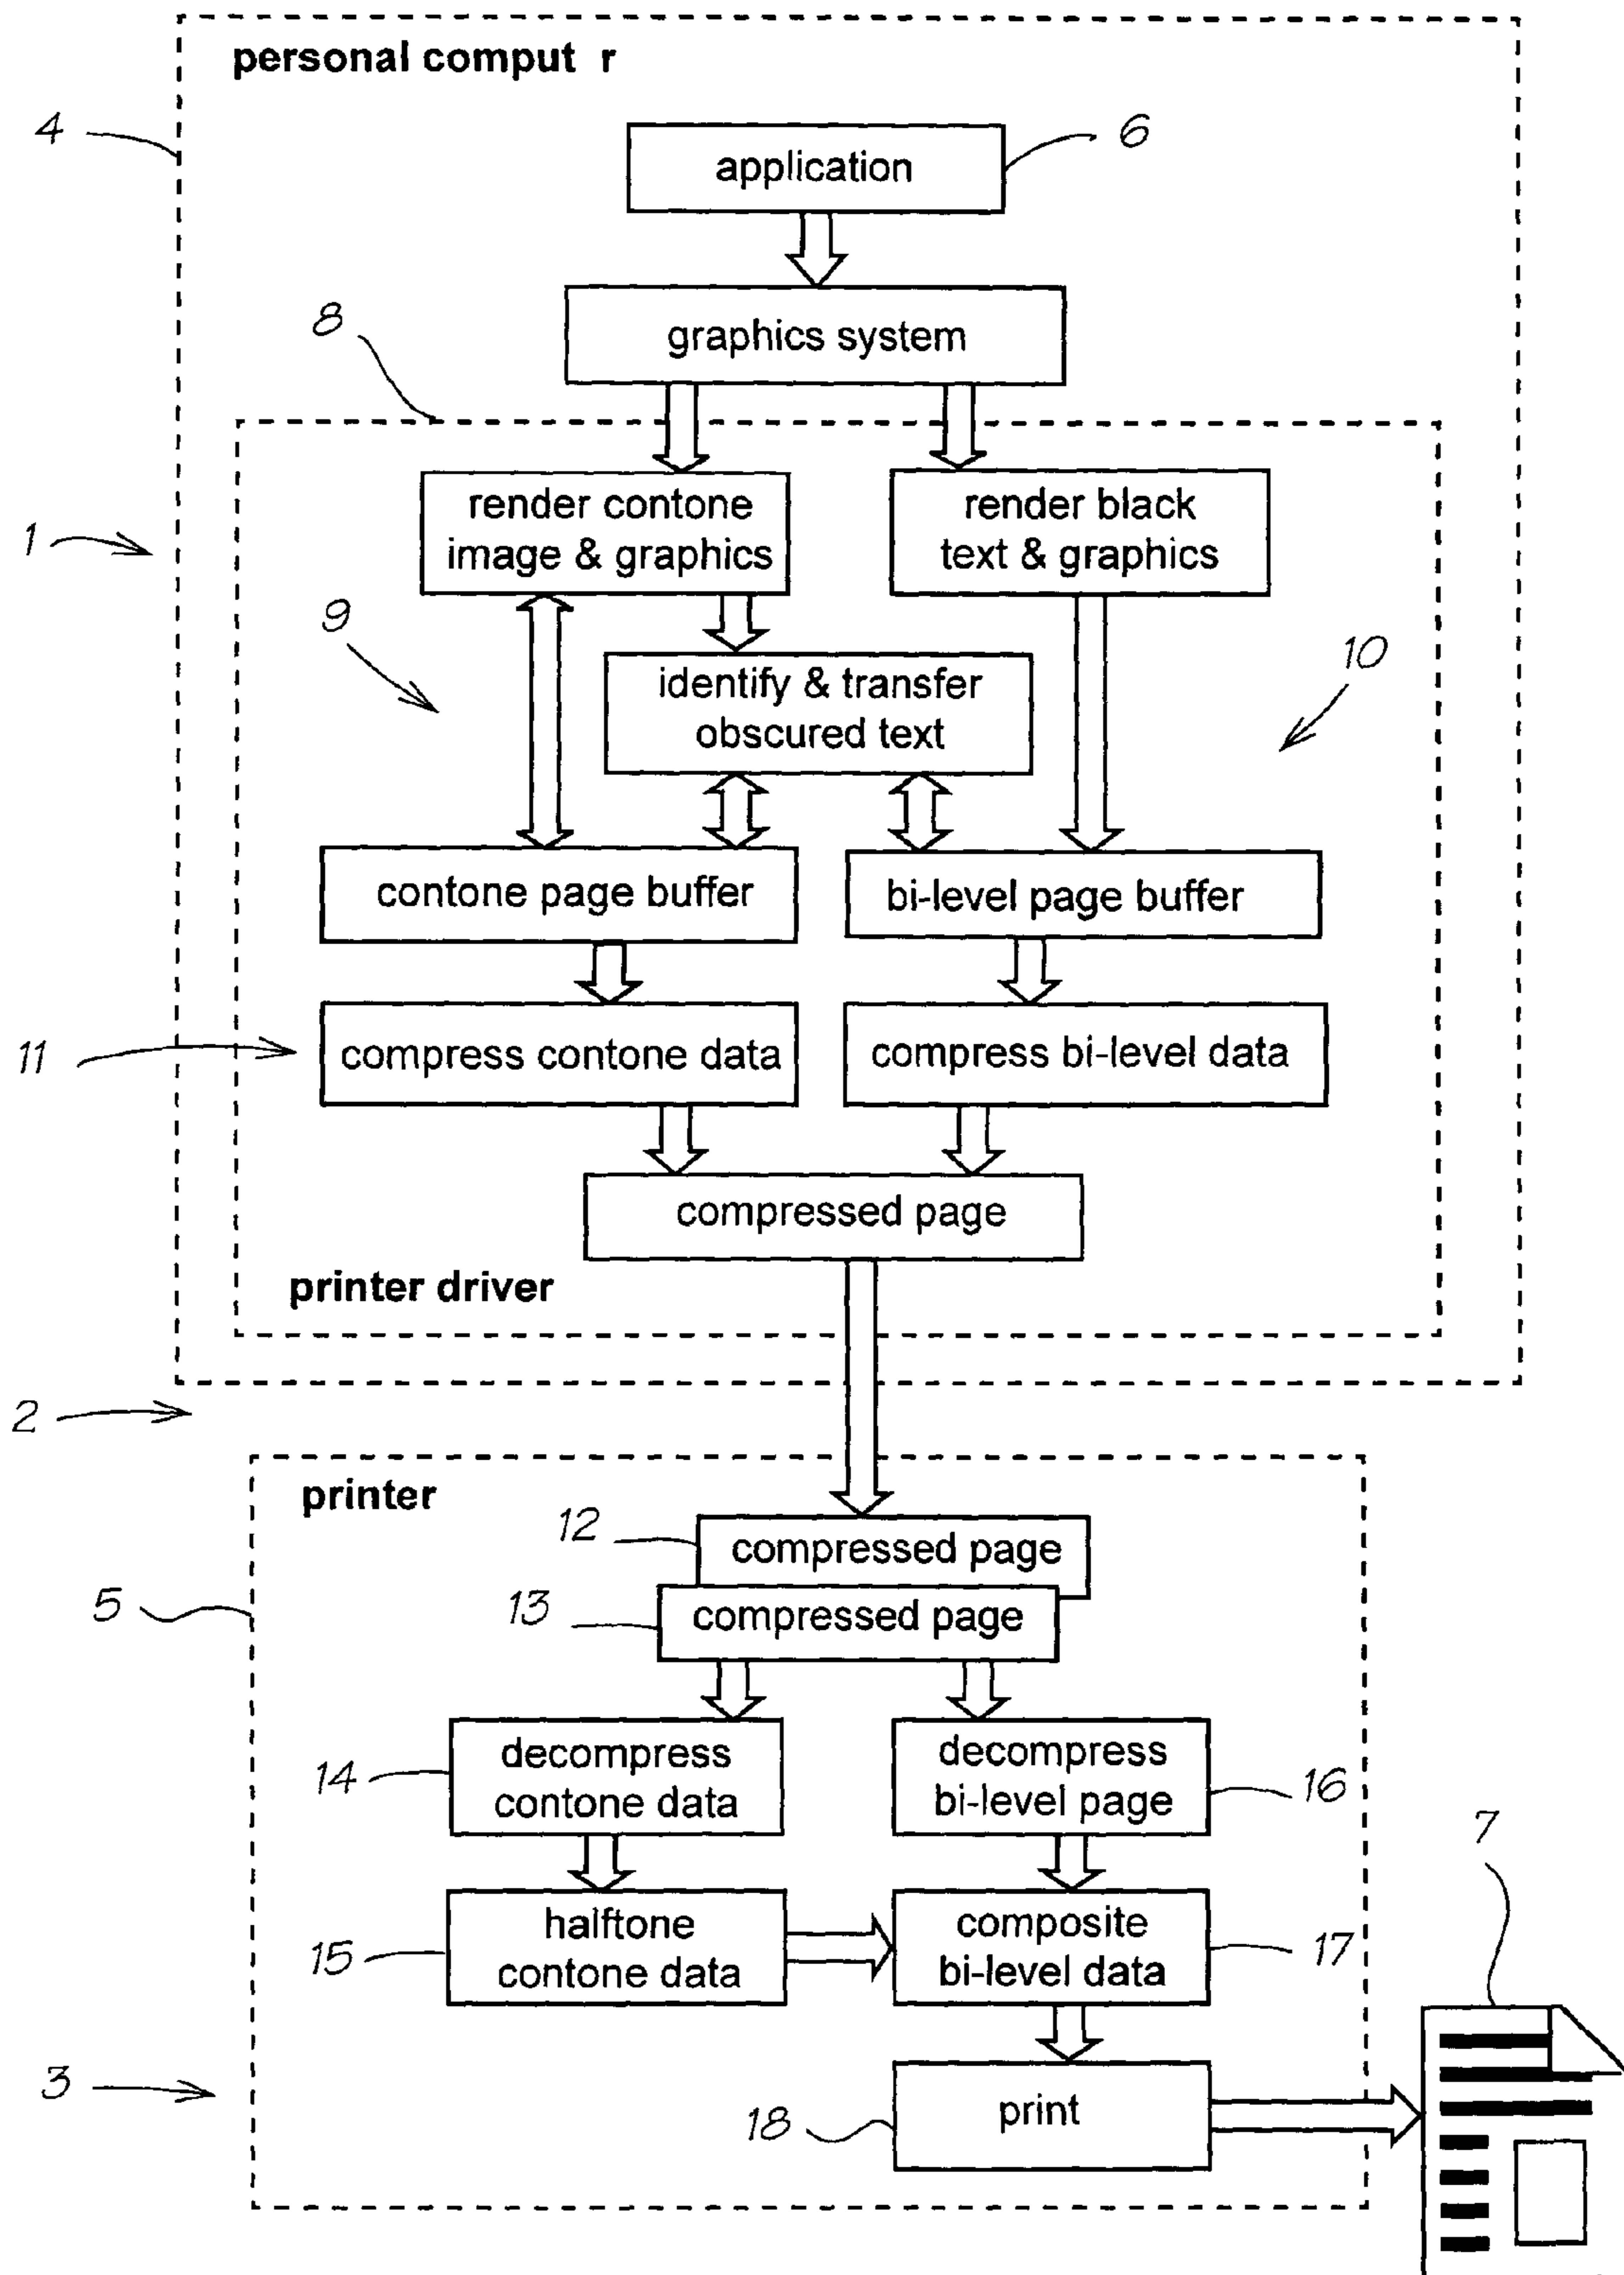 personal comput r
4
6
application
8
graphics system
1
render contone
image & graphics
render black
text & graphics
9
identify & transfer
obscured text
10
contone page buffer
bi-level page buffer
11
compress contone data
compress bi-level data
compressed page
printer driver
2
printer
12
compressed page
5
13
compressed page
14
decompress
contone data
decompress
bi-level page
16
7
15
halftone
contone data
composite
bi-level data
17
3
18
print